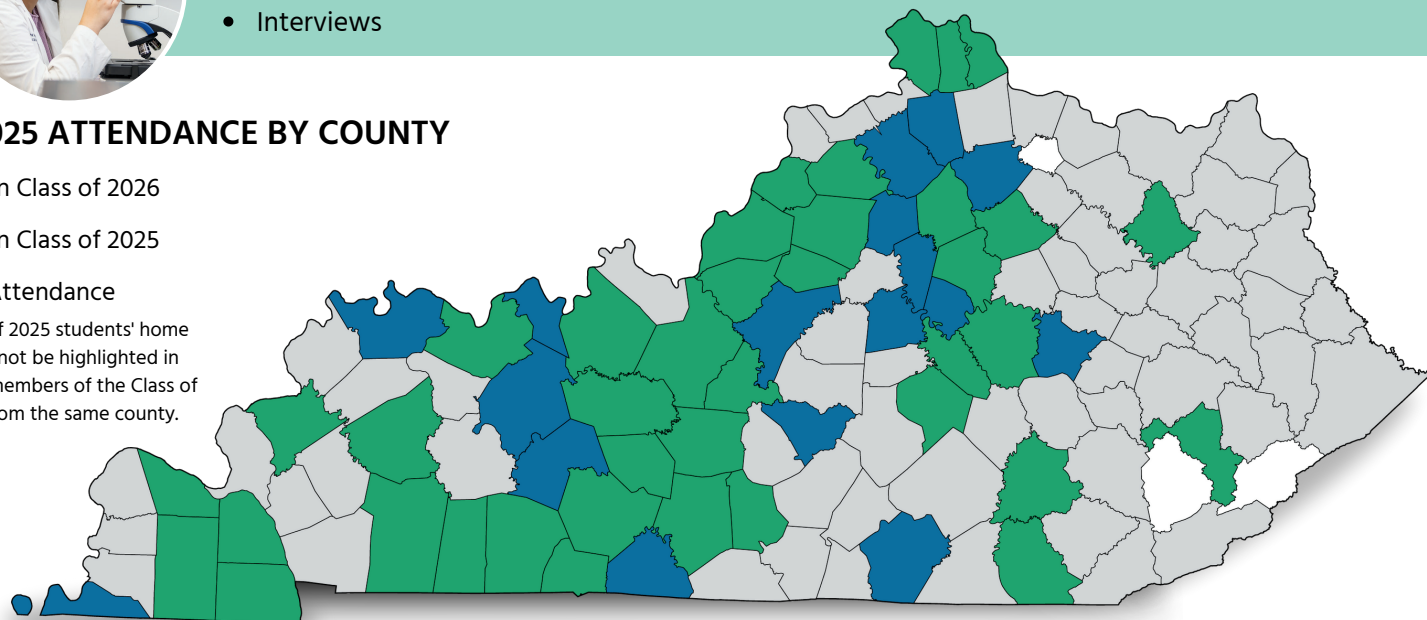 • Interviews
025 ATTENDANCE BY COUNTY
n Class of 2026
n Class of 2025
Attendance
f 2025 students' home
not be highlighted in
members of the Class of
om the same county.